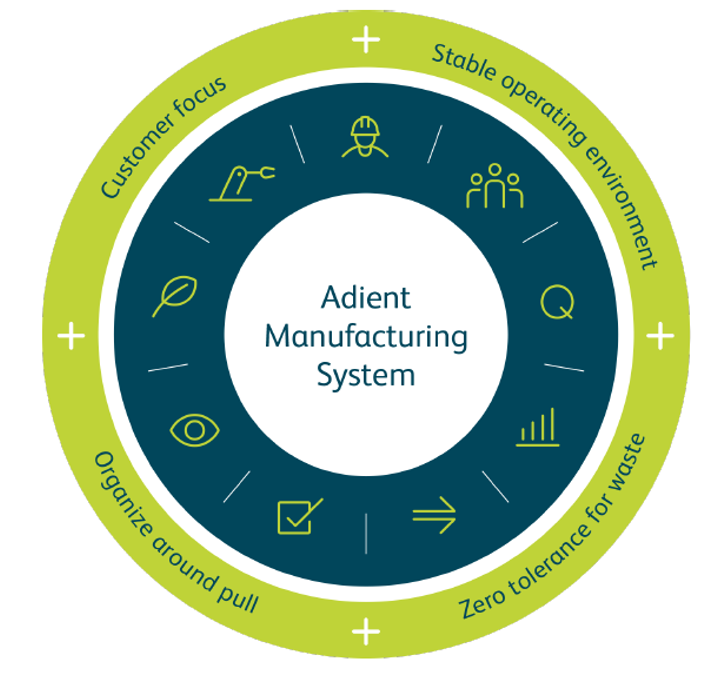 Customer focus
Stable operating environment
Adient
Manufacturing
System
Q
Organize around pull
Zero tolerance for waste